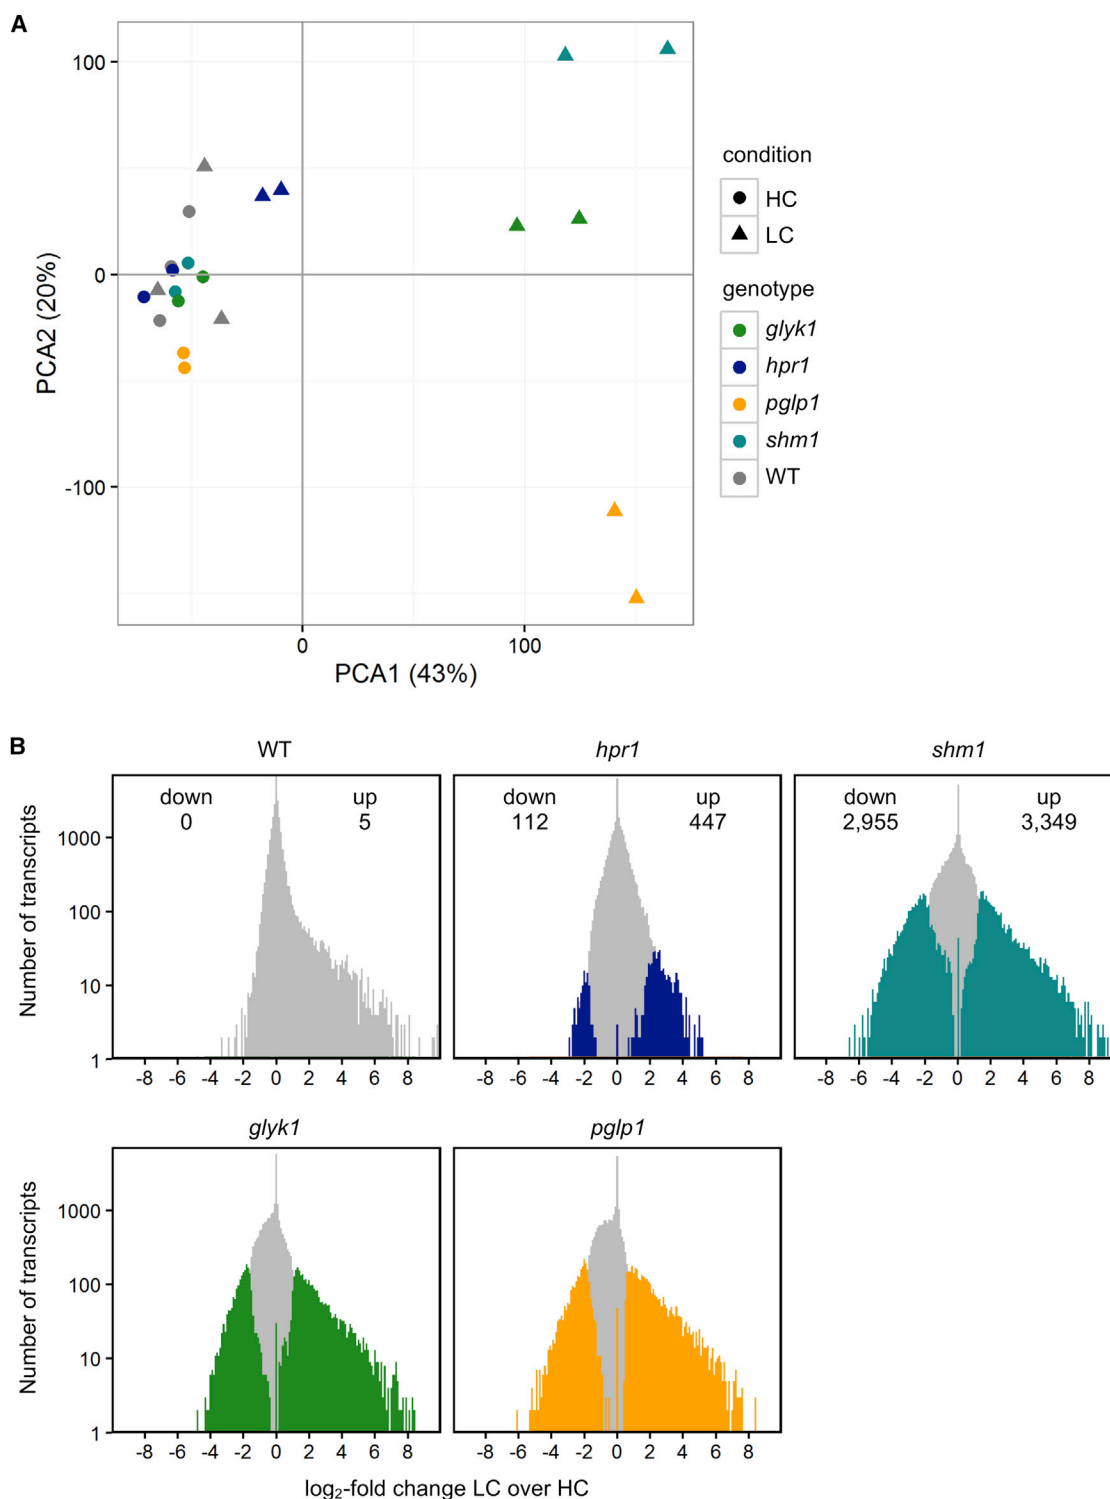 A
100
0
-100
PCA2 (20%)
0 100
PCA1 (43%)
condition
HC
LC
genotype
glyk1
hpr1
pglp1
shm1
WT
B
WT hpr1 shm1
down up down up down up
0 5 112 447 2,955 3,349
Number of transcripts
1000
100
10
1
-8 -6 -4 -2 0 2 4 6 8 -8 -6 -4 -2 0 2 4 6 8 -8 -6 -4 -2 0 2 4 6 8
glyk1 pglp1
Number of transcripts
1000
100
10
1
-8 -6 -4 -2 0 2 4 6 8 -8 -6 -4 -2 0 2 4 6 8
log₂-fold change LC over HC